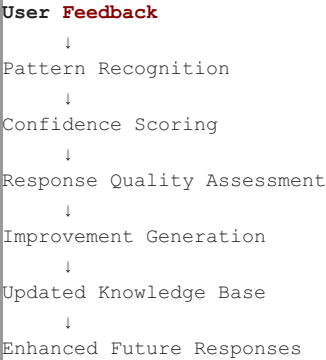 User Feedback
↓
Pattern Recognition
↓
Confidence Scoring
↓
Response Quality Assessment
↓
Improvement Generation
↓
Updated Knowledge Base
↓
Enhanced Future Responses